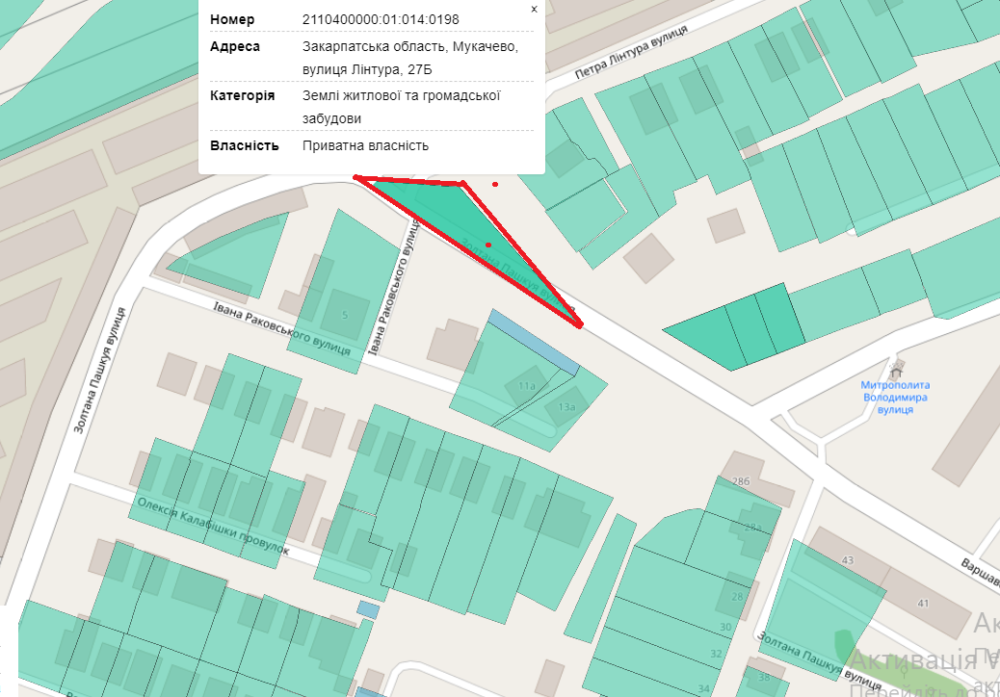 x
Номер 2110400000:01:014:0198
Адреса Закарпатська область, Мукачево,
вулиця Лінтура, 27Б
Категорія Землі житлової та громадської
забудови
Власність Приватна власність
Петра Лінтура вулиця
Золтана Пашкуя вулиця
Івана Раковського вулиця
5
Івана Раковського вулиця
Золтана Пашкуя вулиця
11а
13а
Митрополита
Володимира
вулиця
28б
28а
Олексія Калабішки провулок
43
41
28
30
32
38
Варшав
Золтана Пашкуя вулиця
Активація
Перейдіть до